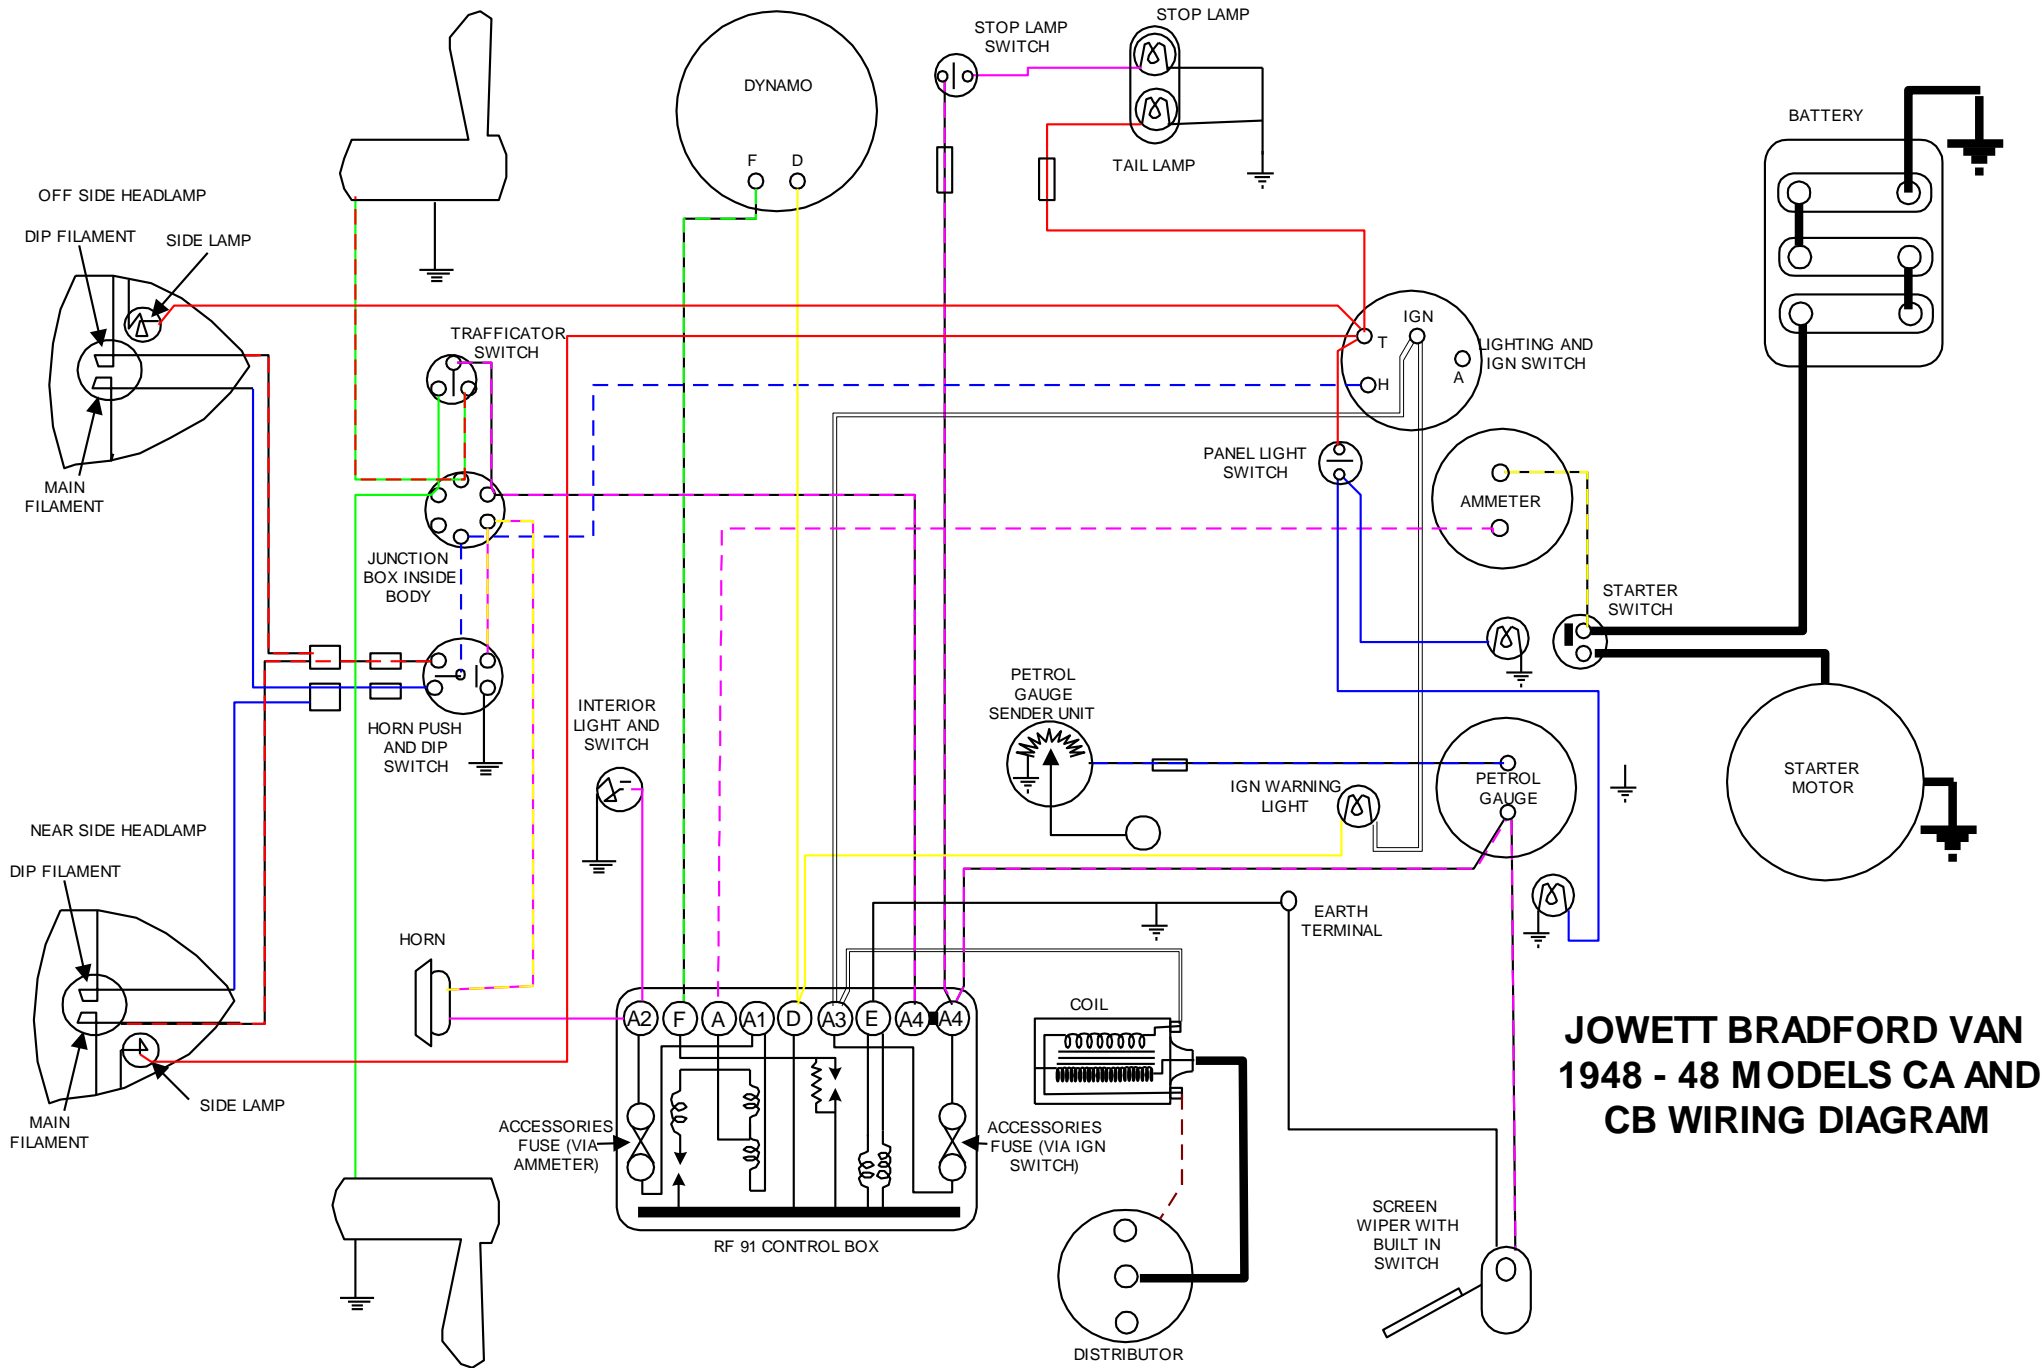 STOP LAMP
SWITCH
STOP LAMP
TAIL LAMP
DYNAMO
F
D
BATTERY
OFF SIDE HEADLAMP
DIP FILAMENT
SIDE LAMP
MAIN
FILAMENT
TRAFFICATOR
SWITCH
IGN
T
H
A
LIGHTING AND
IGN SWITCH
PANEL LIGHT
SWITCH
AMMETER
STARTER
SWITCH
JUNCTION
BOX INSIDE
BODY
HORN PUSH
AND DIP
SWITCH
INTERIOR
LIGHT AND
SWITCH
PETROL
GAUGE
SENDER UNIT
IGN WARNING
LIGHT
PETROL
GAUGE
STARTER
MOTOR
NEAR SIDE HEADLAMP
DIP FILAMENT
MAIN
FILAMENT
SIDE LAMP
HORN
EARTH
TERMINAL
A2
F
A
A1
D
A3
E
A4
A4
COIL
ACCESSORIES
FUSE (VIA
AMMETER)
ACCESSORIES
FUSE (VIA IGN
SWITCH)
RF 91 CONTROL BOX
DISTRIBUTOR
SCREEN
WIPER WITH
BUILT IN
SWITCH
JOWETT BRADFORD VAN
1948 - 48 MODELS CA AND
CB WIRING DIAGRAM